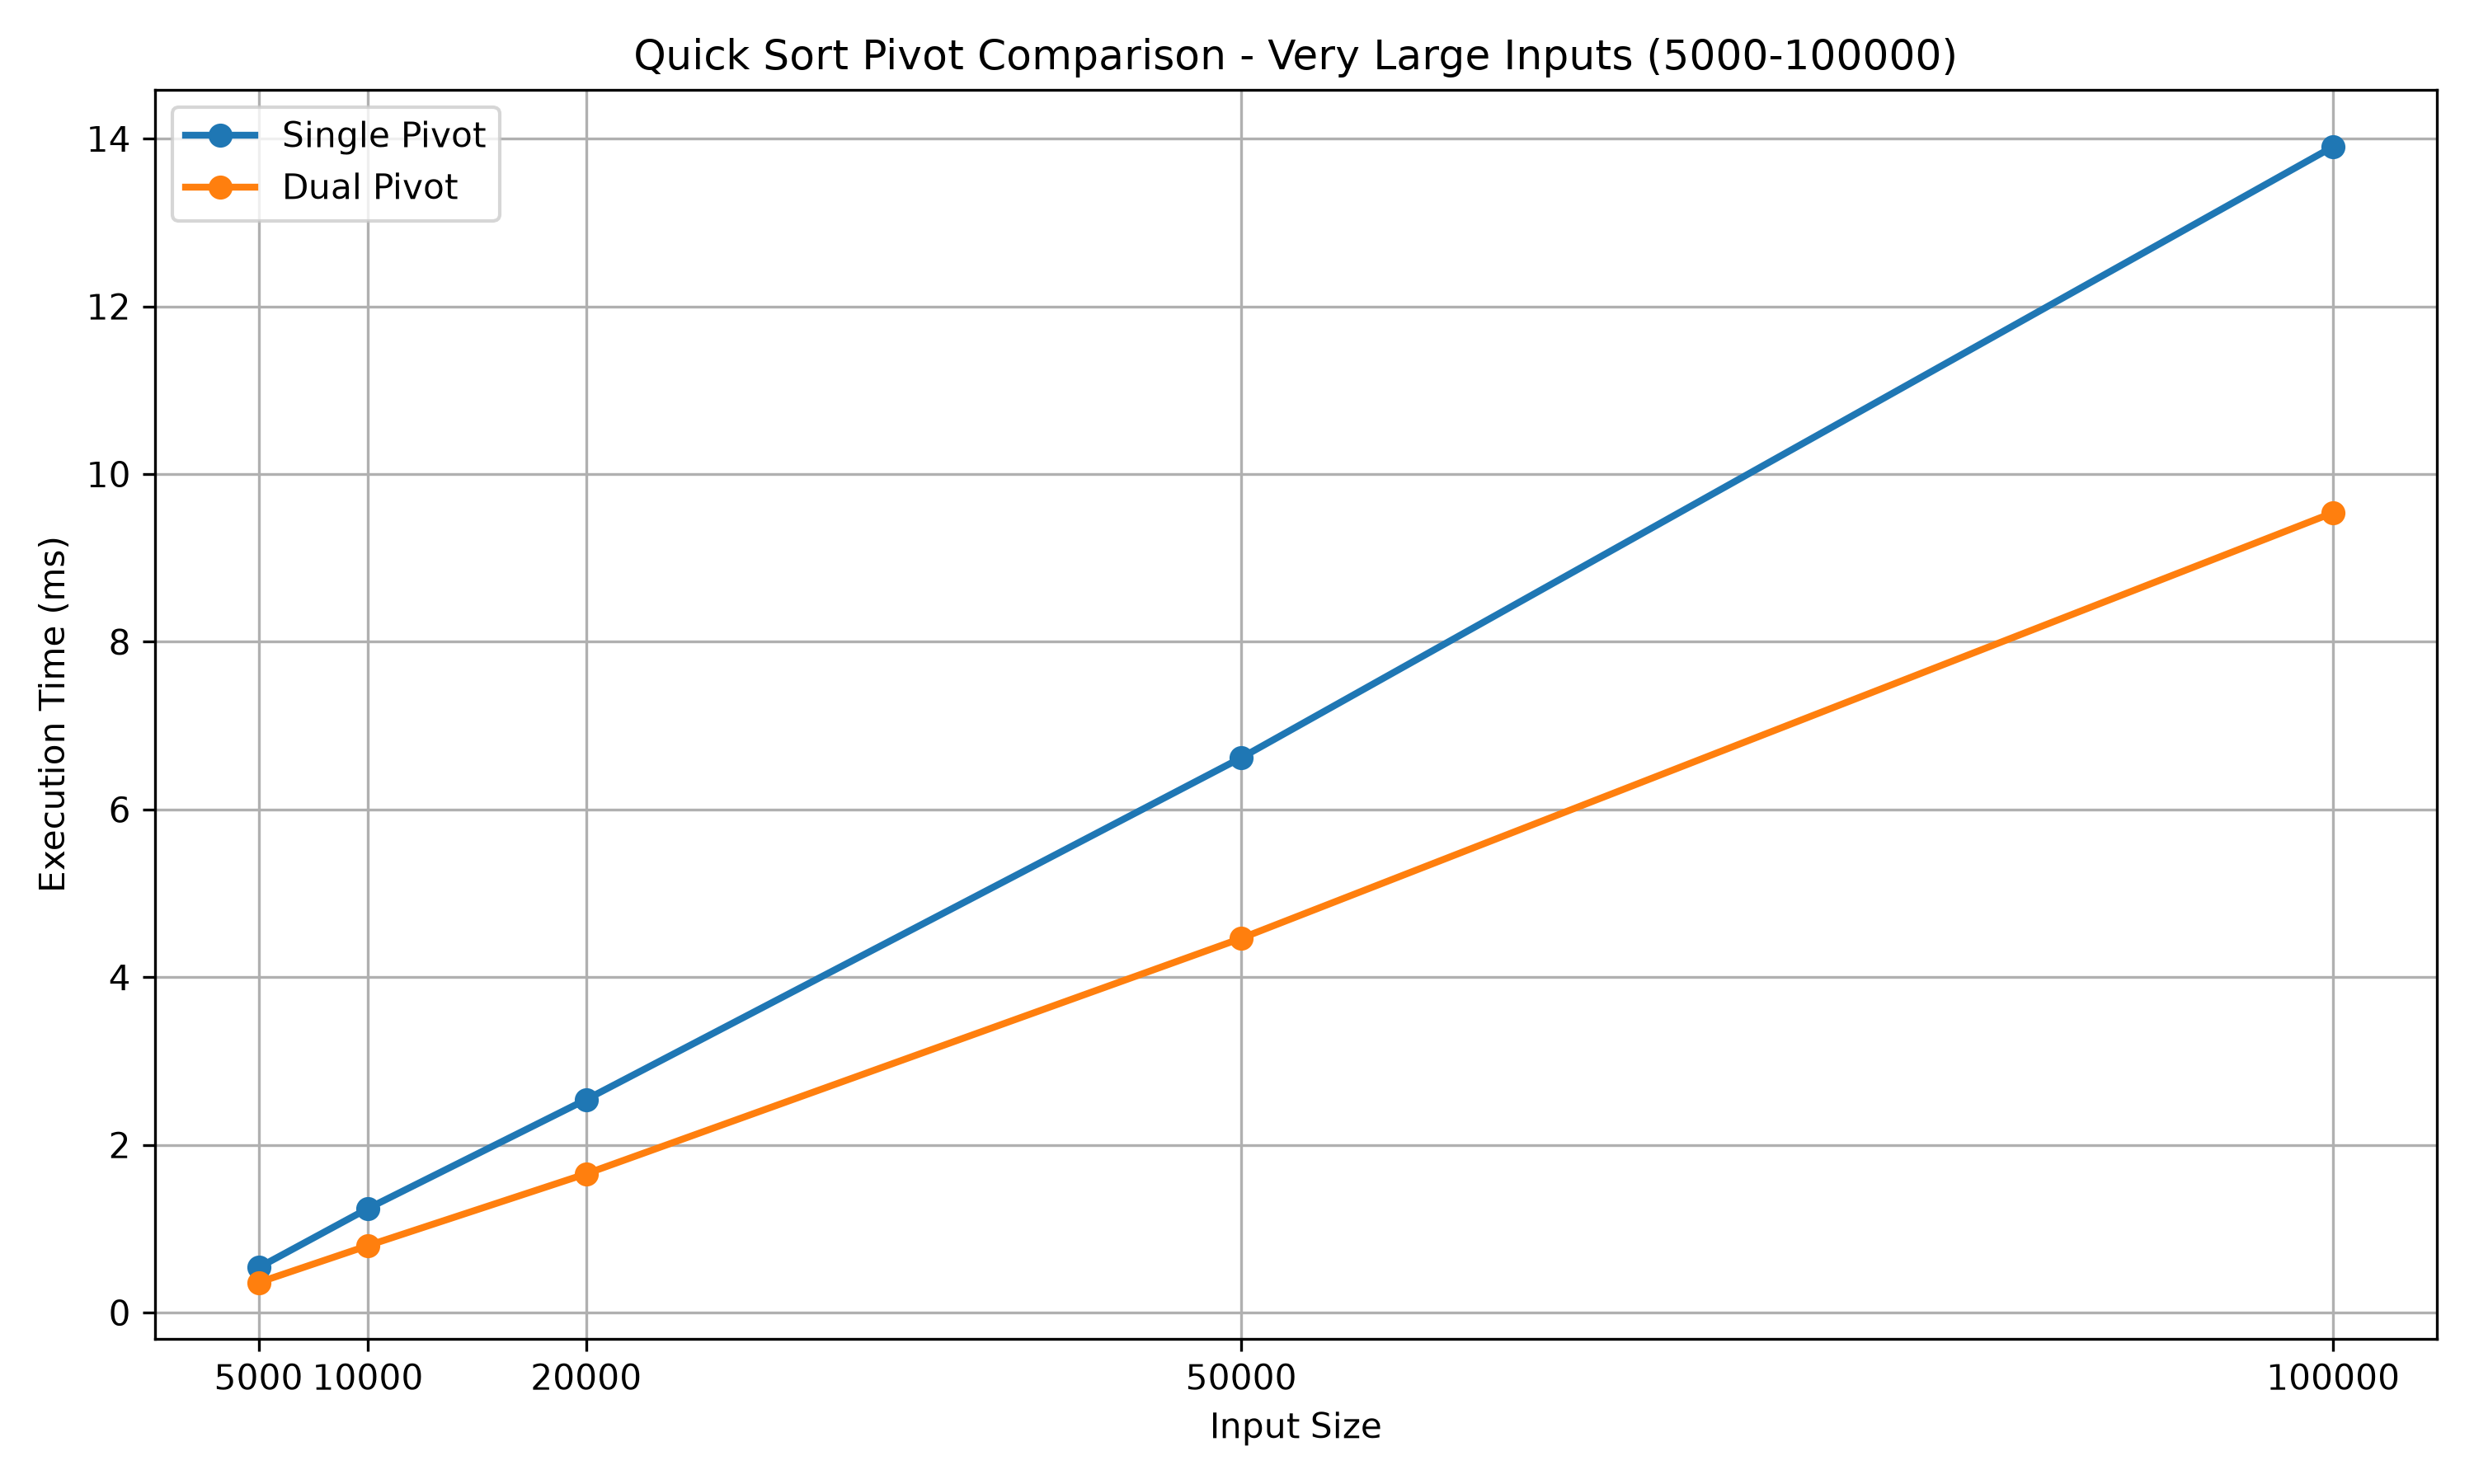 Quick Sort Pivot Comparison - Very Large Inputs (5000-100000)
Single Pivot
Dual Pivot
Execution Time (ms)
14
12
10
8
6
4
2
0
5000 10000 20000 50000 100000
Input Size